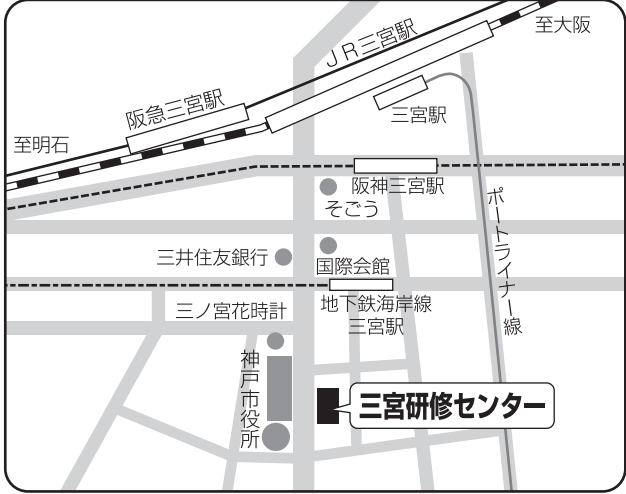 至大阪
JR三宮駅
阪急三宮駅
三宮駅
至明石
阪神三宮駅
そごう
ポートライナー線
三井住友銀行
国際会館
三ノ宮花時計
地下鉄海岸線
三宮駅
神戸市役所
三宮研修センター